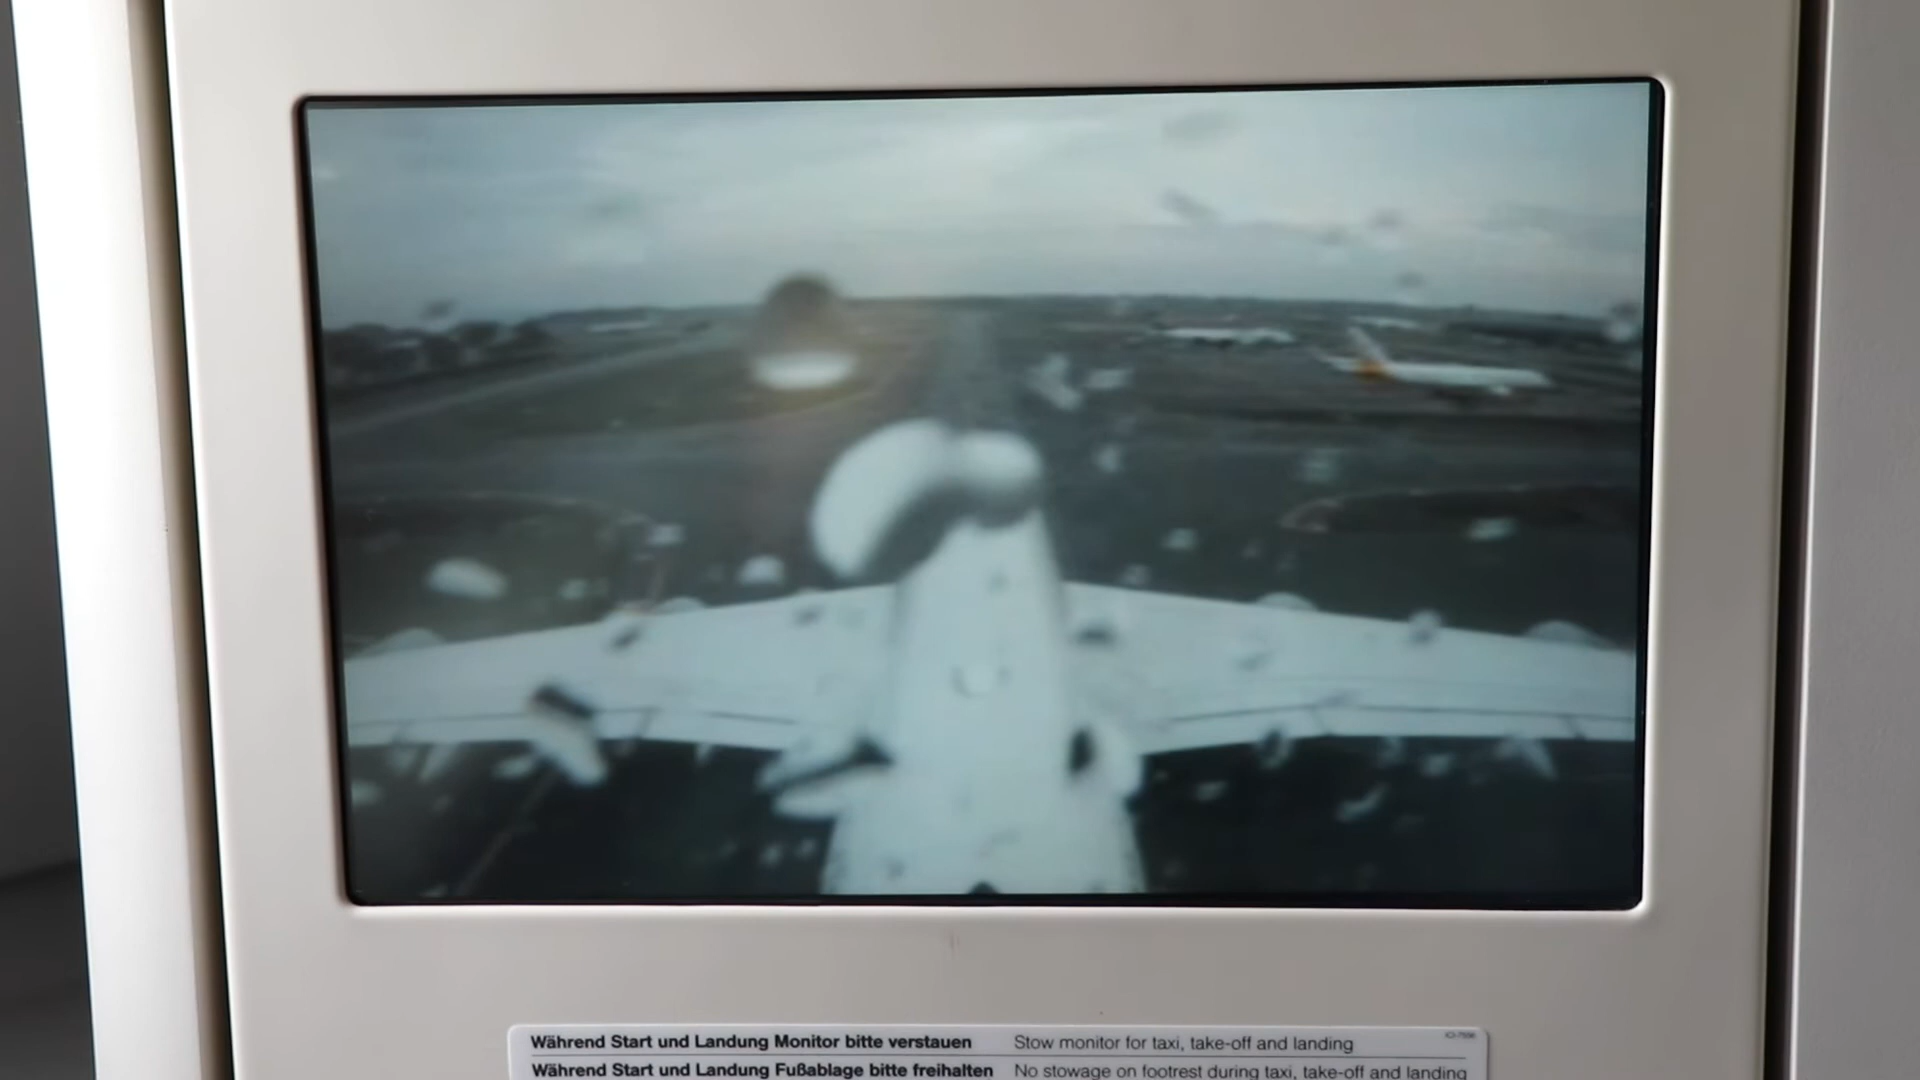 Während Start und Landung Monitor bitte verstauen Stow monitor for taxi, take-off and landing
Während Start und Landung Fußablage bitte freihalten No stowage on footrest during taxi, take-off and landing